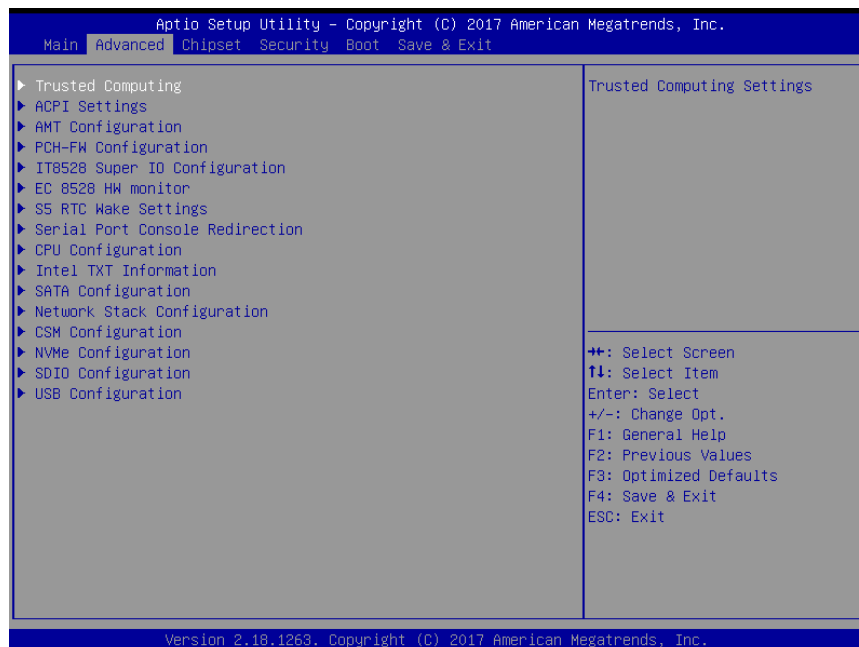 Aptio Setup Utility – Copyright (C) 2017 American Megatrends, Inc.
Main Advanced Chipset Security Boot Save & Exit
Trusted Computing
ACPI Settings
AMT Configuration
PCH-FW Configuration
IT8528 Super IO Configuration
EC 8528 HW monitor
S5 RTC Wake Settings
Serial Port Console Redirection
CPU Configuration
Intel TXT Information
SATA Configuration
Network Stack Configuration
CSM Configuration
NVMe Configuration
SDIO Configuration
USB Configuration
Trusted Computing Settings
→←: Select Screen
↑↓: Select Item
Enter: Select
+/-: Change Opt.
F1: General Help
F2: Previous Values
F3: Optimized Defaults
F4: Save & Exit
ESC: Exit
Version 2.18.1263. Copyright (C) 2017 American Megatrends, Inc.